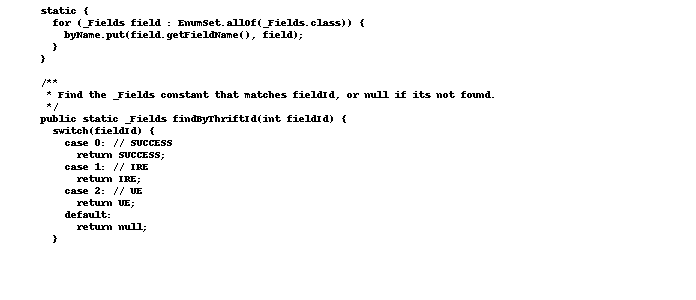 static {
  for (_Fields field : EnumSet.allOf(_Fields.class)) {
    byName.put(field.getFieldName(), field);
  }
}

/**
 * Find the _Fields constant that matches fieldId, or null if its not found.
 */
public static _Fields findByThriftId(int fieldId) {
  switch(fieldId) {
    case 0: // SUCCESS
      return SUCCESS;
    case 1: // IRE
      return IRE;
    case 2: // UE
      return UE;
    default:
      return null;
  }